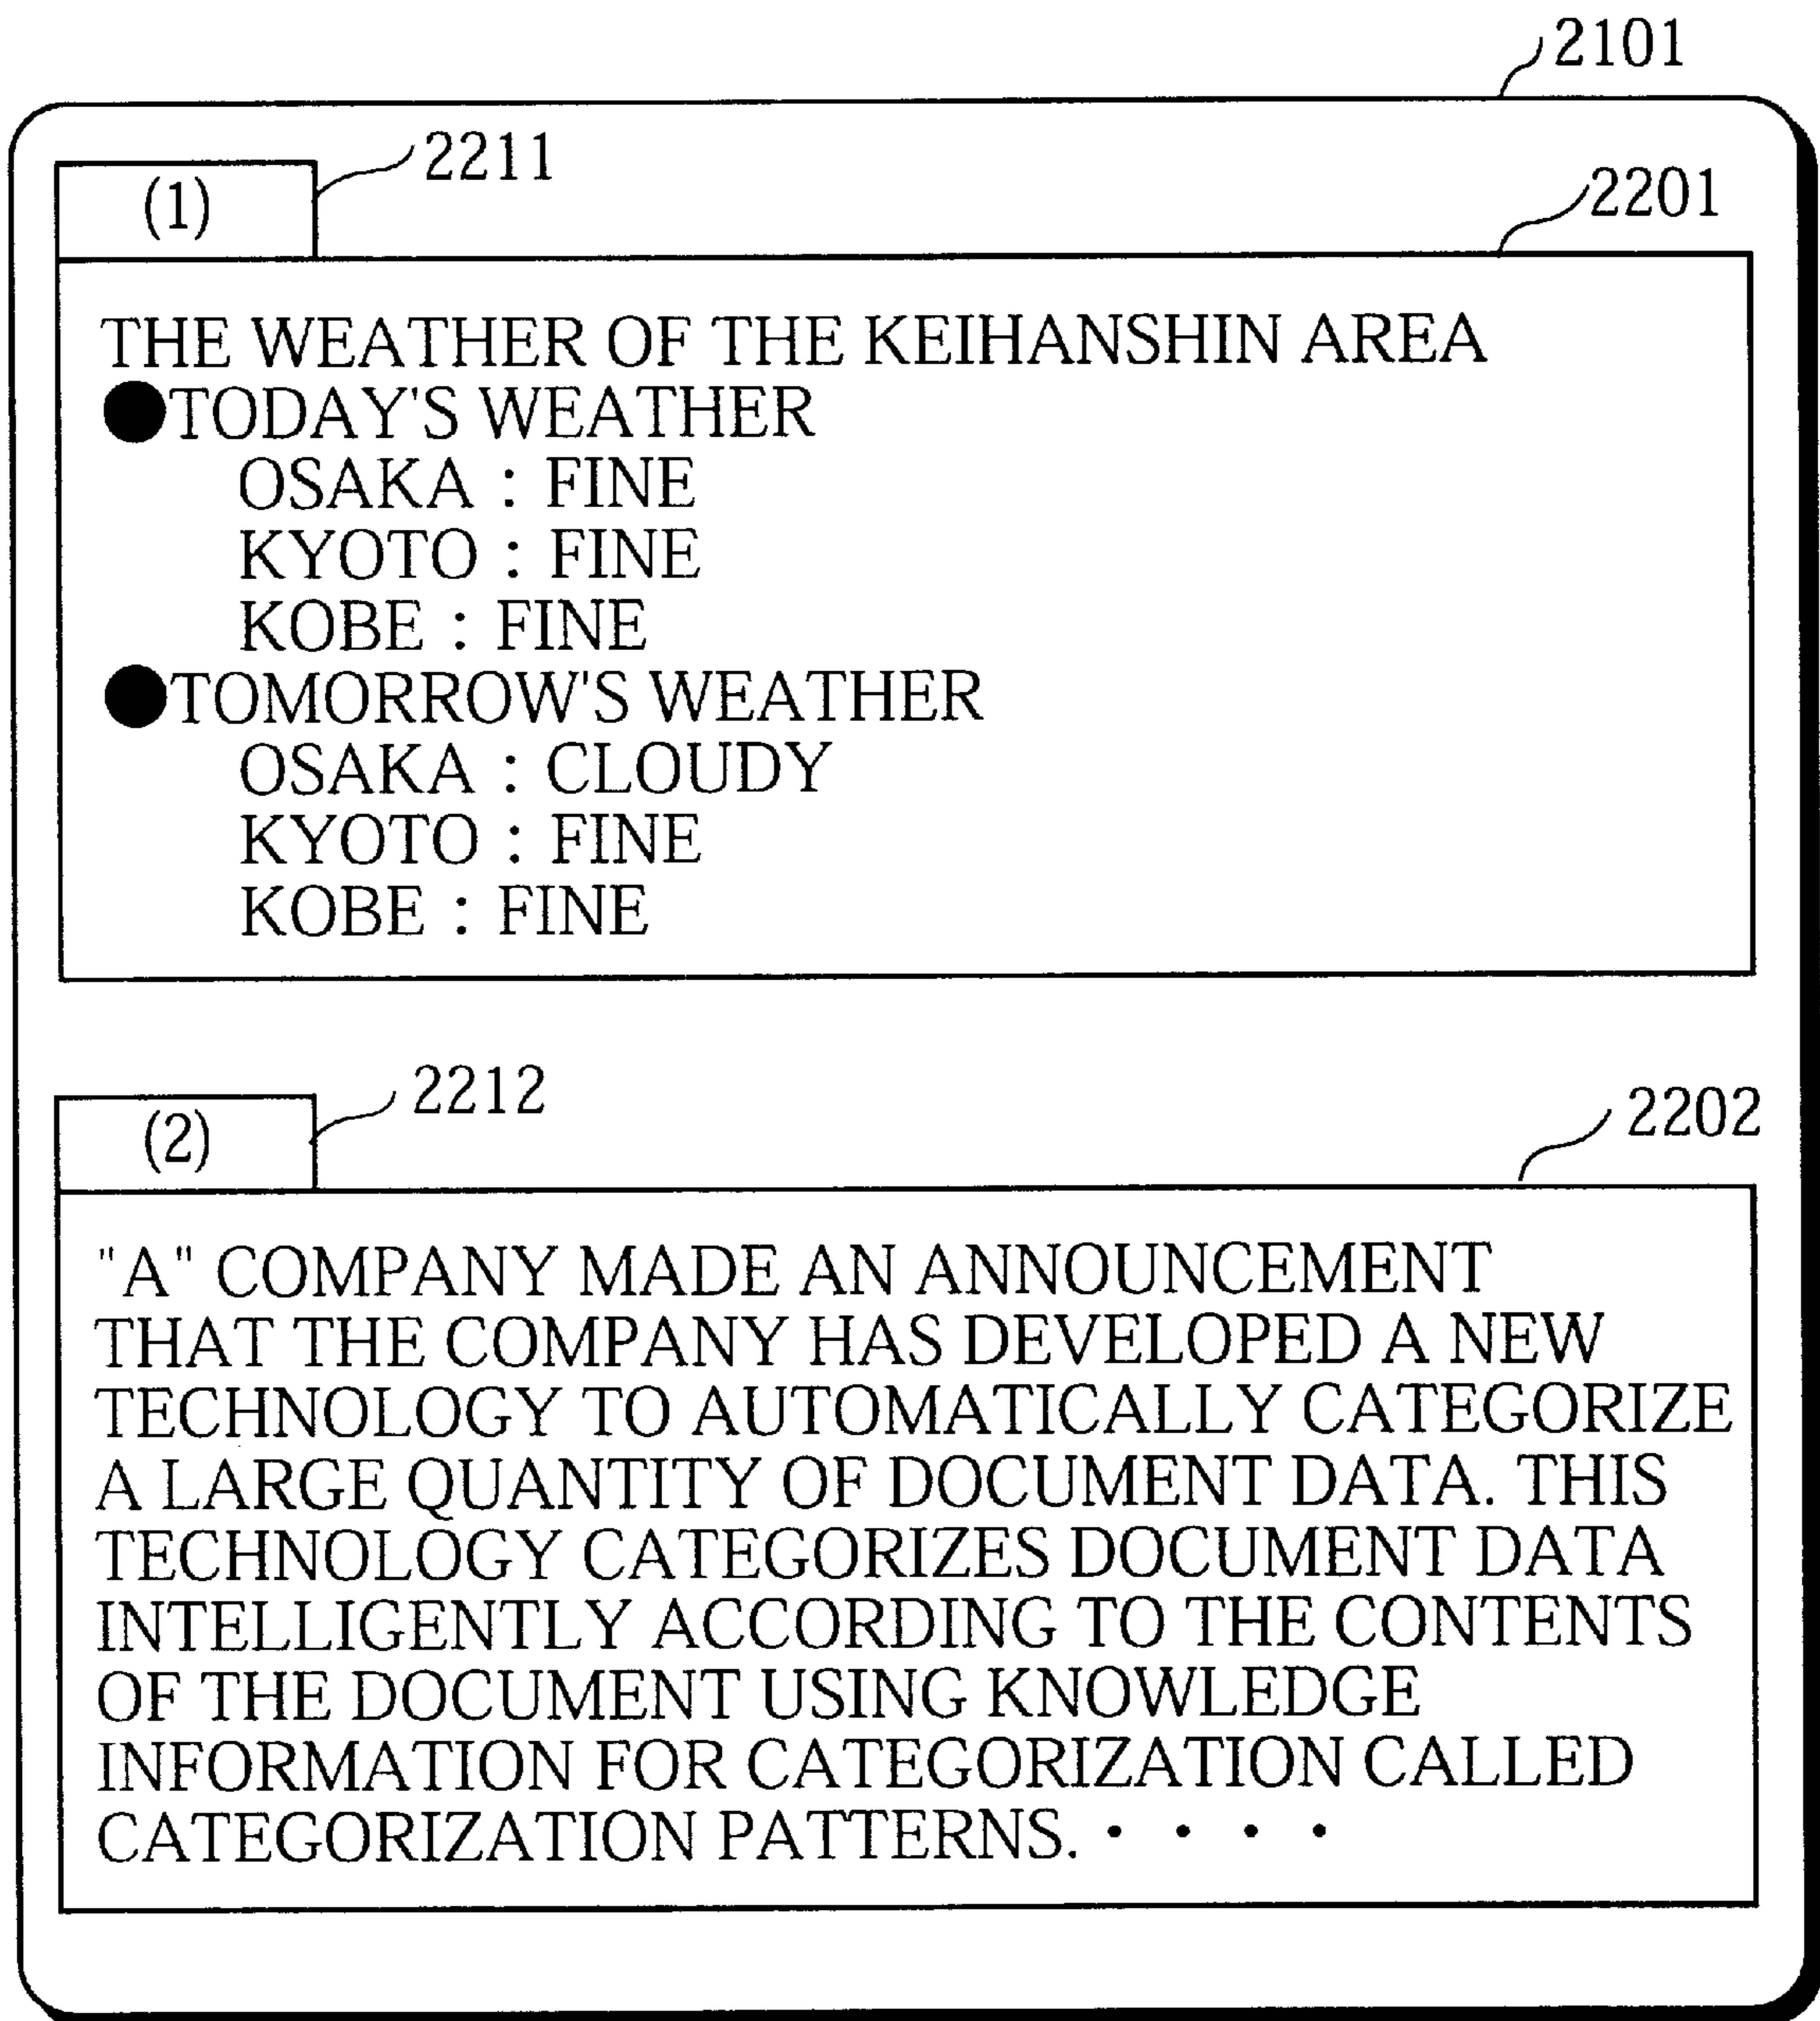 2101
(1)
2211
2201
THE WEATHER OF THE KEIHANSHIN AREA
●TODAY'S WEATHER
OSAKA : FINE
KYOTO : FINE
KOBE : FINE
●TOMORROW'S WEATHER
OSAKA : CLOUDY
KYOTO : FINE
KOBE : FINE
(2)
2212
2202
"A" COMPANY MADE AN ANNOUNCEMENT
THAT THE COMPANY HAS DEVELOPED A NEW
TECHNOLOGY TO AUTOMATICALLY CATEGORIZE
A LARGE QUANTITY OF DOCUMENT DATA. THIS
TECHNOLOGY CATEGORIZES DOCUMENT DATA
INTELLIGENTLY ACCORDING TO THE CONTENTS
OF THE DOCUMENT USING KNOWLEDGE
INFORMATION FOR CATEGORIZATION CALLED
CATEGORIZATION PATTERNS. ・ ・ ・ ・